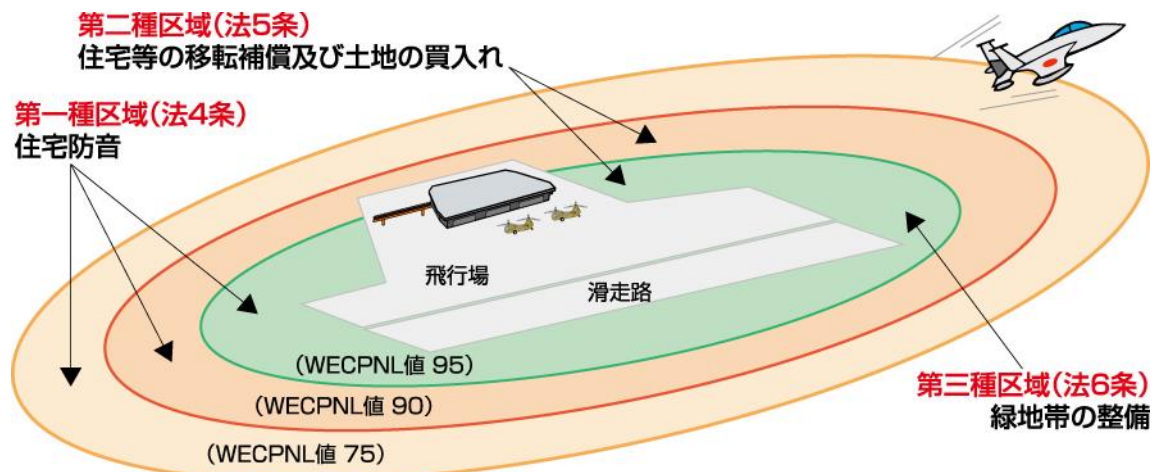 第二種区域(法5条)
住宅等の移転補償及び土地の買入れ
第一種区域(法4条)
住宅防音
飛行場
滑走路
(WECPNL値 95)
第三種区域(法6条)
緑地帯の整備
(WECPNL値 90)
(WECPNL値 75)